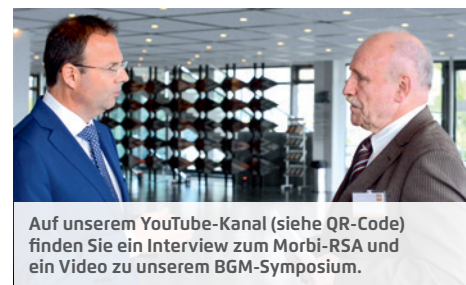 Auf unserem YouTube-Kanal (siehe QR-Code)
finden Sie ein Interview zum Morbi-RSA und
ein Video zu unserem BGM-Symposium.